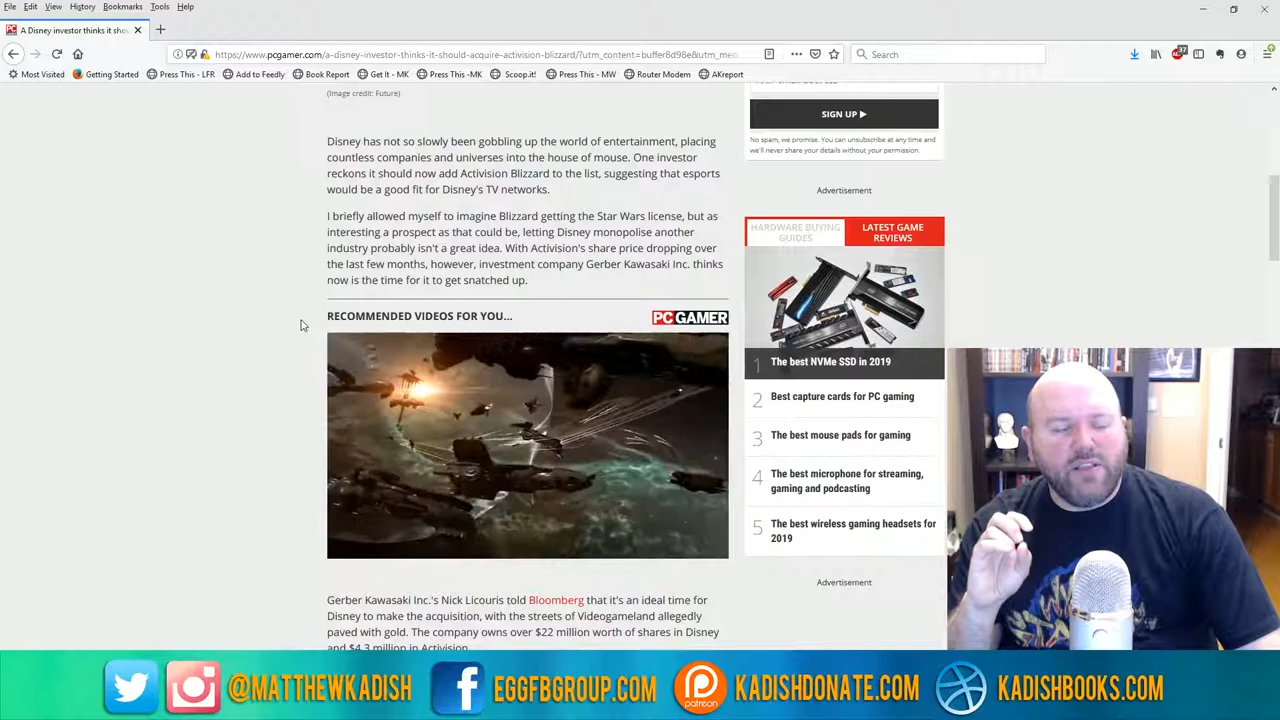 File Edit View History Bookmarks Tools Help
PC A Disney investor thinks it shou
https://www.pcgamer.com/a-disney-investor-thinks-it-should-acquire-activision-blizzard/?utm_content=buffer8d98e&utm_me
Search
37
Most Visited Getting Started Press This - LFR Add to Feedly Book Report Get It - MK Press This -MK Scoop.it! Press This - MW Router Modem AKreport
(Image credit: Future)
SIGN UP
No spam, we promise. You can unsubscribe at any time and
we'll never share your details without your permission.
Advertisement
Disney has not so slowly been gobbling up the world of entertainment, placing
countless companies and universes into the house of mouse. One investor
reckons it should now add Activision Blizzard to the list, suggesting that esports
would be a good fit for Disney's TV networks.
I briefly allowed myself to imagine Blizzard getting the Star Wars license, but as
interesting a prospect as that could be, letting Disney monopolise another
industry probably isn't a great idea. With Activision's share price dropping over
the last few months, however, investment company Gerber Kawasaki Inc. thinks
now is the time for it to get snatched up.
RECOMMENDED VIDEOS FOR YOU...
PC GAMER
Gerber Kawasaki Inc.'s Nick Licouris told Bloomberg that it's an ideal time for
Disney to make the acquisition, with the streets of Videogameland allegedly
paved with gold. The company owns over $22 million worth of shares in Disney
and $4.3 million in Activision.
HARDWARE BUYING
GUIDES
LATEST GAME
REVIEWS
1 The best NVMe SSD in 2019
2 Best capture cards for PC gaming
3 The best mouse pads for gaming
4 The best microphone for streaming,
gaming and podcasting
5 The best wireless gaming headsets for
2019
Advertisement
@MATTHEWKADISH
EGGFBGROUP.COM
patreon
KADISHDONATE.COM
KADISHBOOKS.COM